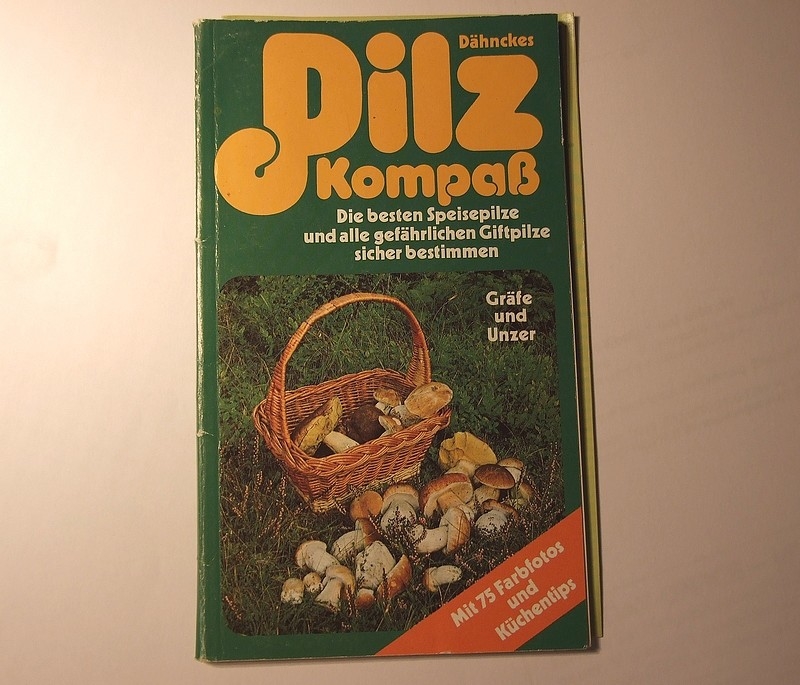 Dähnckes
Pilz
Kompaß
Die besten Speisepilze
und alle gefährlichen Giftpilze
sicher bestimmen
Gräfe
und
Unzer
Mit 75 Farbfotos
und
Küchentips